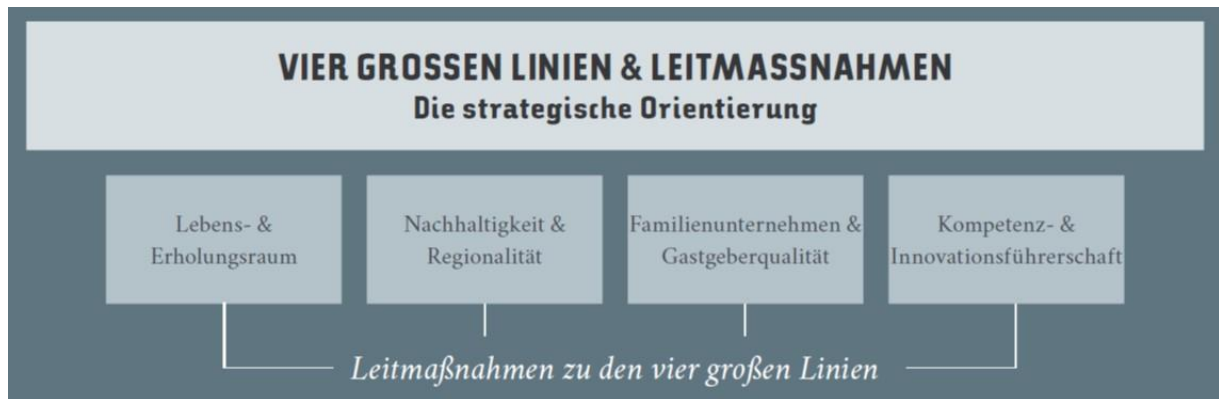 VIER GROSSEN LINIEN & LEITMASSNAHMEN
Die strategische Orientierung
Lebens- &
Erholungsraum
Nachhaltigkeit &
Regionalität
Familienunternehmen &
Gastgeberqualität
Kompetenz- &
Innovationsführerschaft
Leitmaßnahmen zu den vier großen Linien